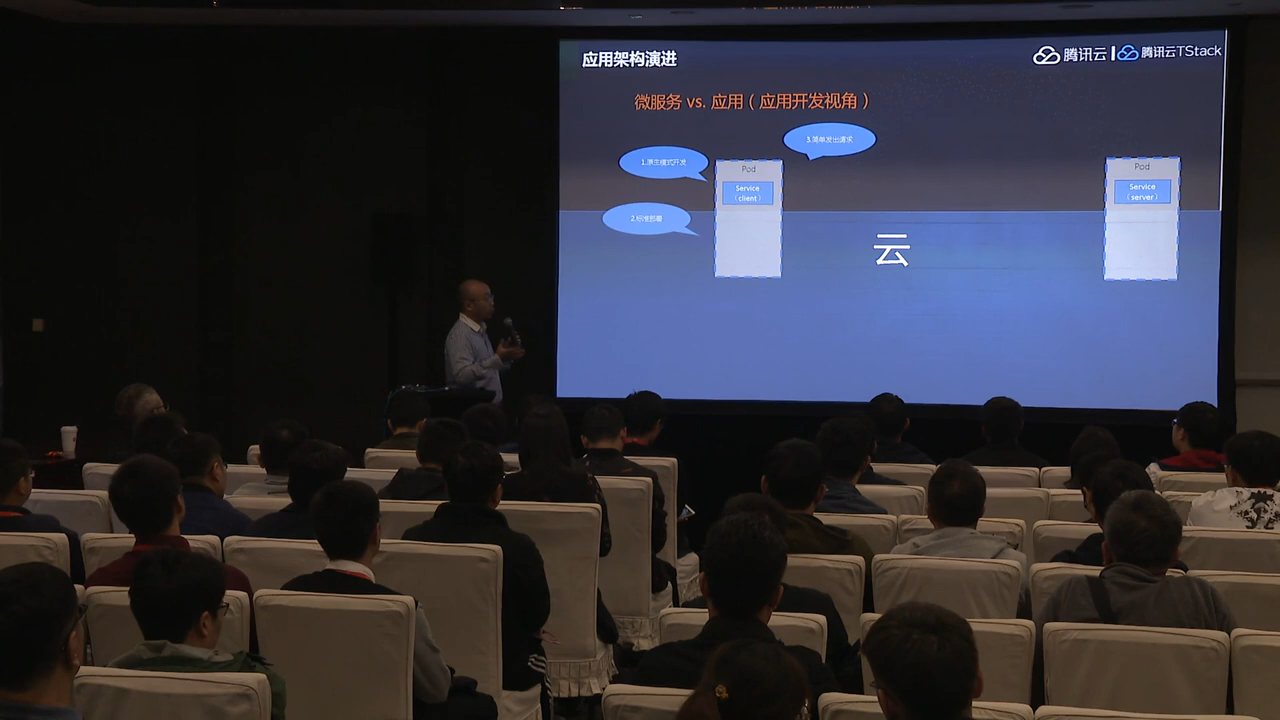 应用架构演进
腾讯云 | 腾讯云TStack
微服务 vs. 应用（应用开发视角）
3.简单发出请求
1.原生模式开发
2.标准部署
Pod
Service
（client）
Pod
Service
（server）
云